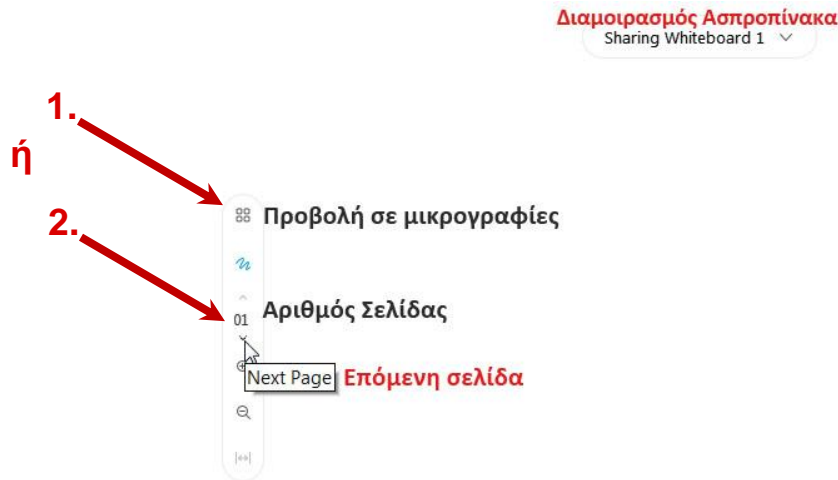 Διαμοιρασμός Ασπροπίνακα
Sharing Whiteboard 1
1.
ή
2.
Προβολή σε μικρογραφίες
01 Αριθμός Σελίδας
Next Page Επόμενη σελίδα